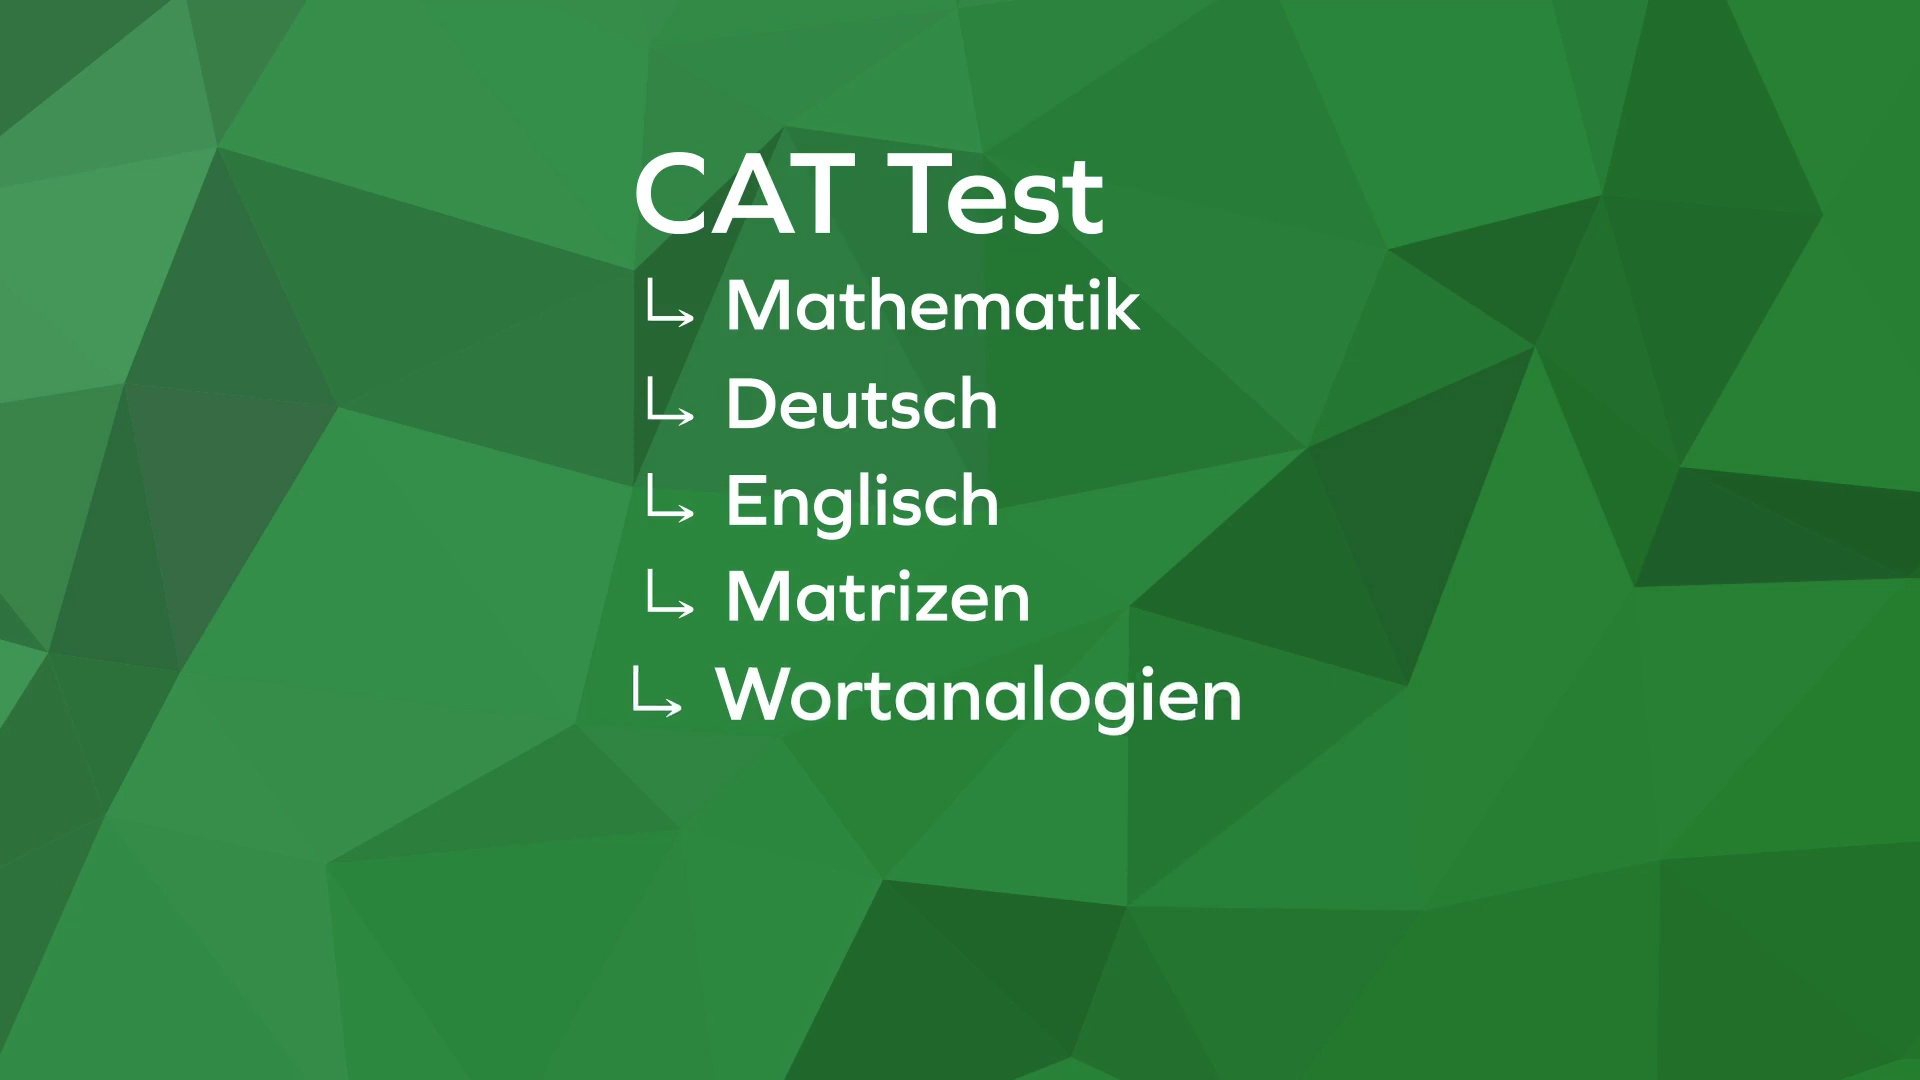 CAT Test
↳ Mathematik
↳ Deutsch
↳ Englisch
↳ Matrizen
↳ Wortanalogien